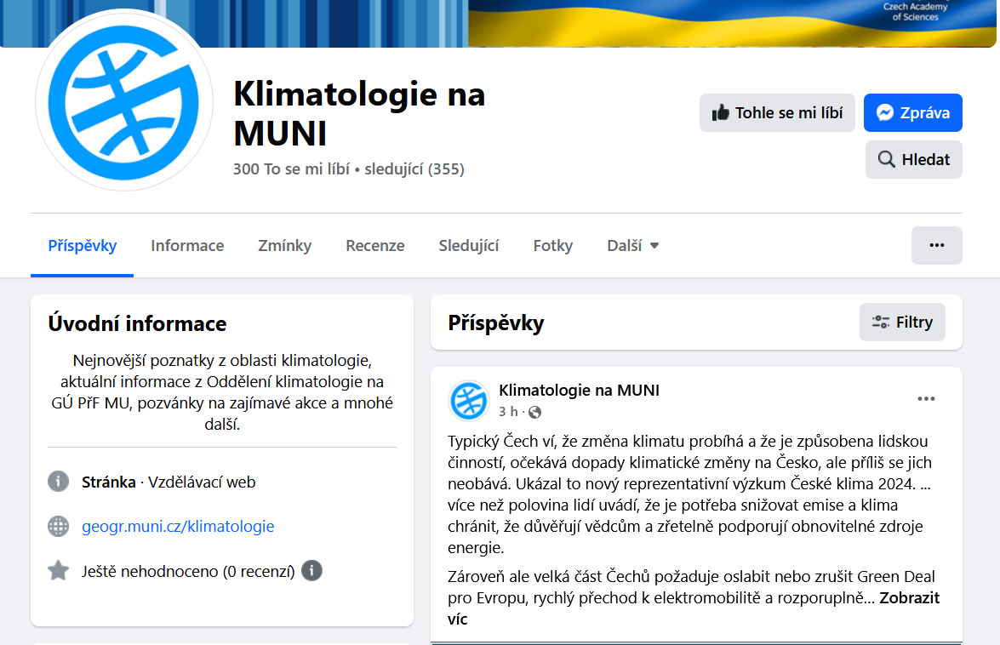 Czech Academy
of Sciences
Klimatologie na
MUNI
300 To se mi líbí • sledující (355)
Tohle se mi líbí
Zpráva
Hledat
Příspěvky
Informace
Zmínky
Recenze
Sledující
Fotky
Další
Úvodní informace
Nejnovější poznatky z oblasti klimatologie,
aktuální informace z Oddělení klimatologie na
GÚ PřF MU, pozvánky na zajímavé akce a mnohé
další.
Stránka · Vzdělávací web
geogr.muni.cz/klimatologie
Ještě nehodnoceno (0 recenzí)
Příspěvky
Filtry
Klimatologie na MUNI
3 h ·
Typický Čech ví, že změna klimatu probíhá a že je způsobena lidskou
činností, očekává dopady klimatické změny na Česko, ale příliš se jich
neobává. Ukázal to nový reprezentativní výzkum České klima 2024. ...
více než polovina lidí uvádí, že je potřeba snižovat emise a klima
chránit, že důvěřují vědcům a zřetelně podporují obnovitelné zdroje
energie.
Zároveň ale velká část Čechů požaduje oslabit nebo zrušit Green Deal
pro Evropu, rychlý přechod k elektromobilitě a rozporuplně... Zobrazit
víc